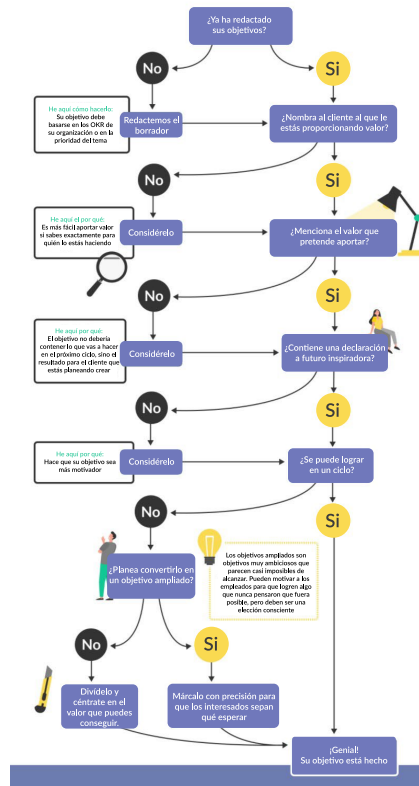 ¿Ya ha redactado
sus objetivos?
No
Si
He aquí cómo hacerlo:
Su objetivo debe
basarse en los OKR de
su organización o en la
prioridad del tema
Redactemos el
borrador
¿Nombra al cliente al que le
estás proporcionando valor?
No
Si
He aquí el por qué:
Es más fácil aportar valor
si sabes exactamente para
quién lo estás haciendo
Considérelo
¿Menciona el valor que
pretende aportar?
No
Si
He aquí por qué:
El objetivo no debería
contener lo que vas a hacer
en el próximo ciclo, sino el
resultado para el cliente que
estás planeando crear
Considérelo
¿Contiene una declaración
a futuro inspiradora?
No
Si
He aquí por qué:
Hace que su objetivo sea
más motivador
Considérelo
¿Se puede lograr
en un ciclo?
No
Si
¿Planea convertirlo en
un objetivo ampliado?
Los objetivos ampliados son
objetivos muy ambiciosos que
parecen casi imposibles de
alcanzar. Pueden motivar a los
empleados para que logren algo
que nunca pensaron que fuera
posible, pero deben ser una
elección consciente
No
Si
Divídelo y
céntrate en el
valor que puedes
conseguir.
Márcalo con precisión para
que los interesados sepan
qué esperar
¡Genial!
Su objetivo está hecho